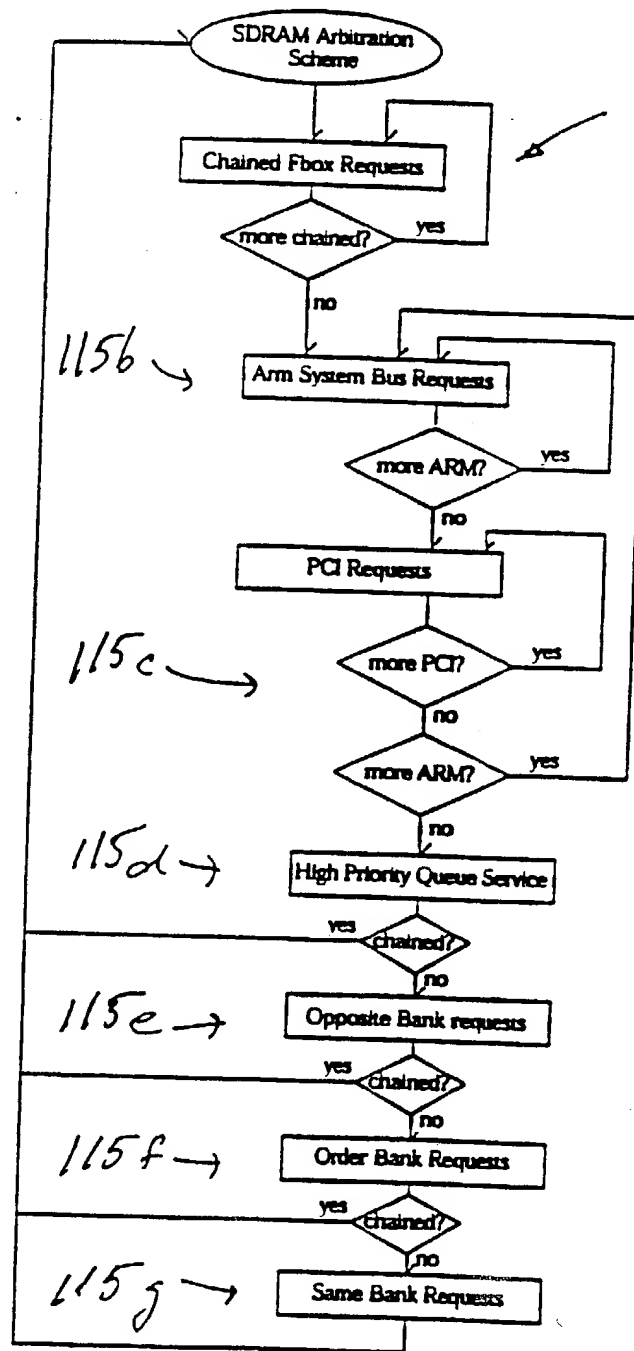 SDRAM Arbitration
Scheme
Chained Fbox Requests
more chained?
yes
no
115b
Arm System Bus Requests
more ARM?
yes
no
PCI Requests
115c
more PCI?
yes
no
more ARM?
yes
no
115d
High Priority Queue Service
yes
chained?
no
115e
Opposite Bank requests
yes
chained?
no
115f
Order Bank Requests
yes
chained?
no
115g
Same Bank Requests